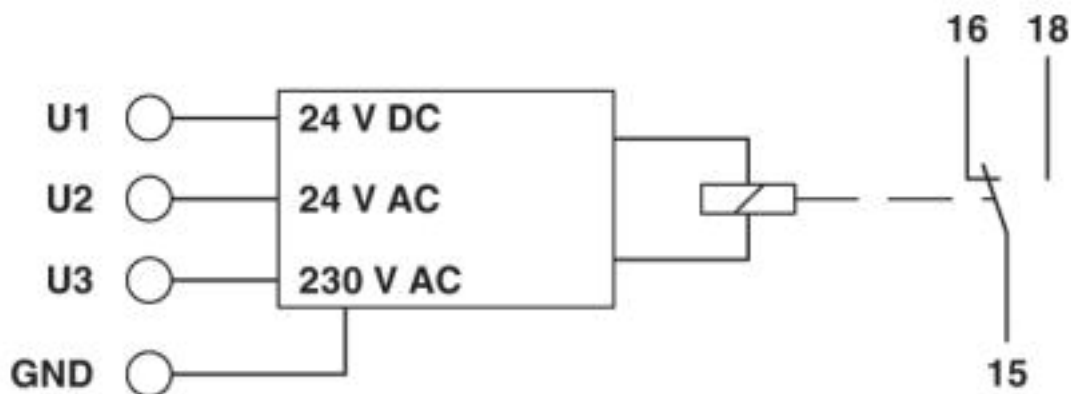 16 18
U1 24 V DC
U2 24 V AC
U3 230 V AC
GND
15